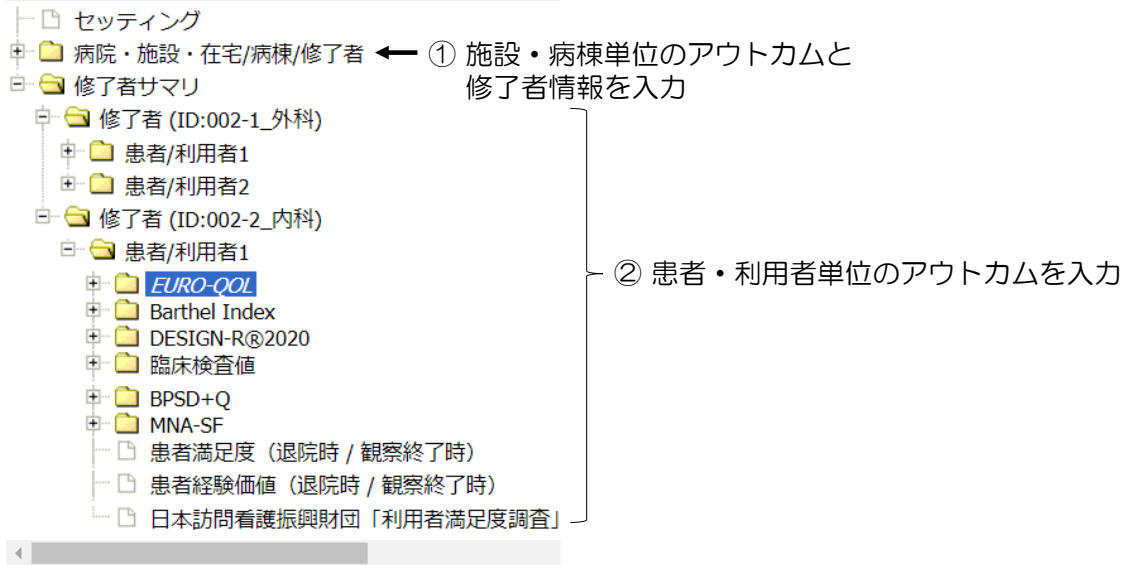 セッティング
病院・施設・在宅/病棟/修了者
① 施設・病棟単位のアウトカムと
修了者情報を入力
修了者サマリ
修了者 (ID:002-1_外科)
患者/利用者1
患者/利用者2
修了者 (ID:002-2_内科)
患者/利用者1
② 患者・利用者単位のアウトカムを入力
EURO-QOL
Barthel Index
DESIGN-R®2020
臨床検査値
BPSD+Q
MNA-SF
患者満足度（退院時 / 観察終了時）
患者経験価値（退院時 / 観察終了時）
日本訪問看護振興財団「利用者満足度調査」